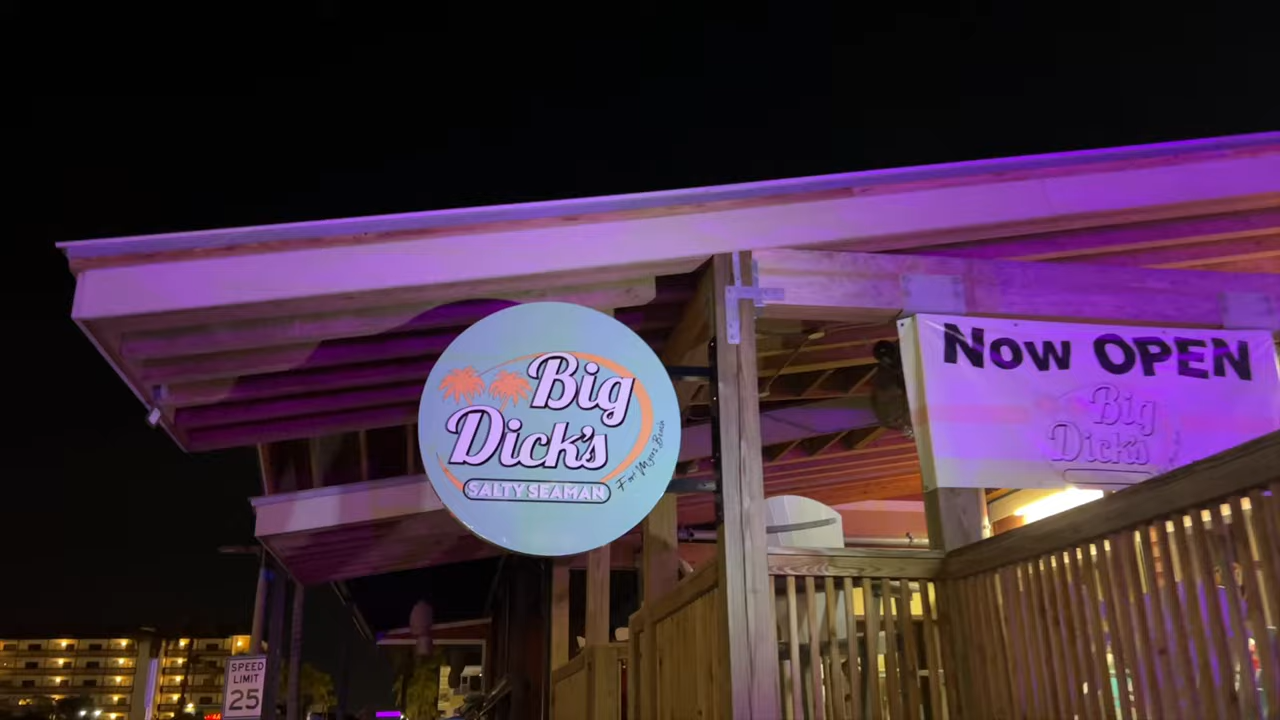 Big
Dick's
SALTY SEAMAN
Fort Myers Beach
Now OPEN
Big
Dick's
SPEED
LIMIT
25